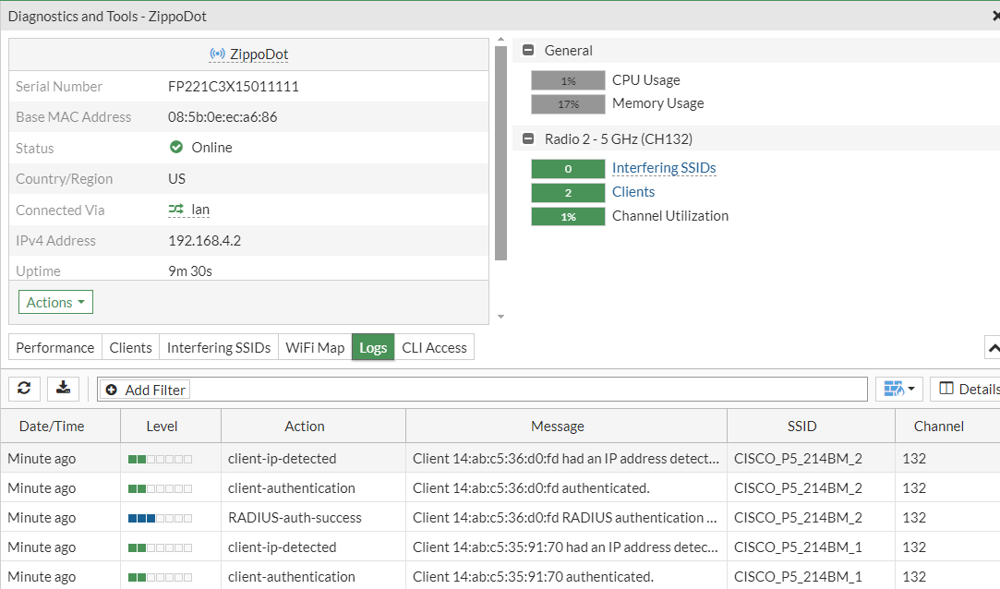 Diagnostics and Tools - ZippoDot
ZippoDot
Serial Number FP221C3X15011111
Base MAC Address 08:5b:0e:ec:a6:86
Status Online
Country/Region US
Connected Via lan
IPv4 Address 192.168.4.2
Uptime 9m 30s
Actions
General
1% CPU Usage
17% Memory Usage
Radio 2 - 5 GHz (CH132)
0 Interfering SSIDs
2 Clients
1% Channel Utilization
Performance Clients Interfering SSIDs WiFi Map Logs CLI Access
Add Filter Details
Date/Time Level Action Message SSID Channel
Minute ago client-ip-detected Client 14:ab:c5:36:d0:fd had an IP address detect... CISCO_P5_214BM_2 132
Minute ago client-authentication Client 14:ab:c5:36:d0:fd authenticated. CISCO_P5_214BM_2 132
Minute ago RADIUS-auth-success Client 14:ab:c5:36:d0:fd RADIUS authentication ... CISCO_P5_214BM_2 132
Minute ago client-ip-detected Client 14:ab:c5:35:91:70 had an IP address detec... CISCO_P5_214BM_1 132
Minute ago client-authentication Client 14:ab:c5:35:91:70 authenticated. CISCO_P5_214BM_1 132